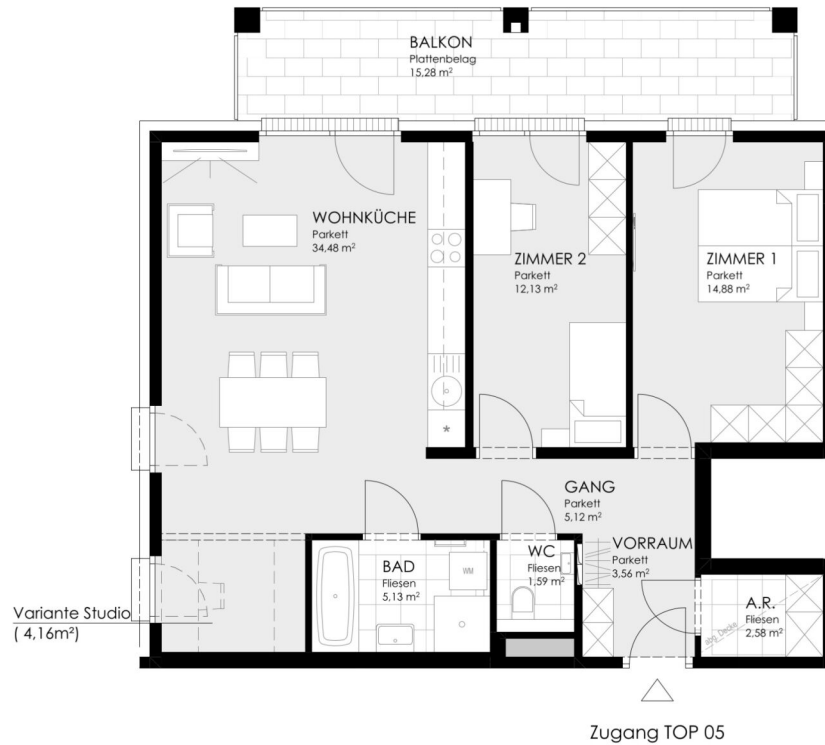 BALKON
Plattenbelag
15,28 m²
WOHNKÜCHE
Parkett
34,48 m²
ZIMMER 2
Parkett
12,13 m²
ZIMMER 1
Parkett
14,88 m²
*
GANG
Parkett
5,12 m²
BAD
Fliesen
5,13 m²
WM
WC
Fliesen
1,59 m²
VORRAUM
Parkett
3,56 m²
A.R.
Fliesen
2,58 m²
abg. Decke
Variante Studio
( 4,16m²)
Zugang TOP 05